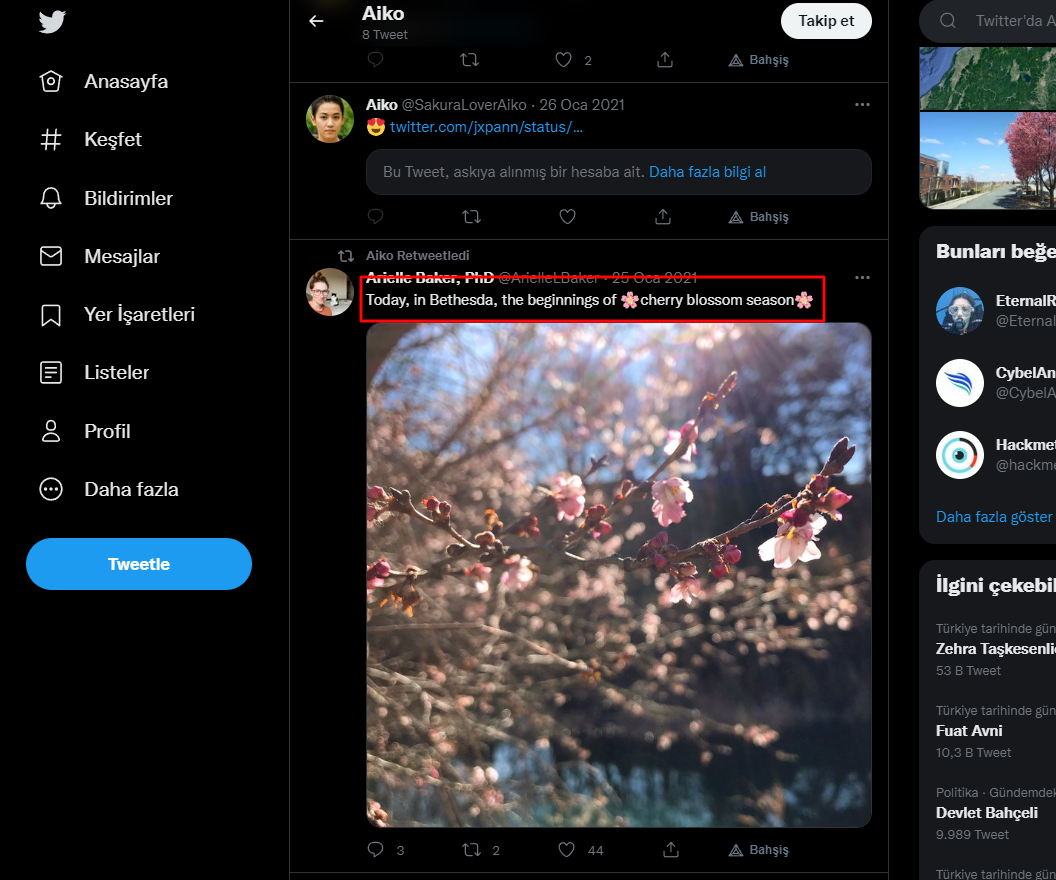 Anasayfa
Keşfet
Bildirimler
Mesajlar
Yer İşaretleri
Listeler
Profil
Daha fazla
Tweetle
Aiko
8 Tweet
Takip et
2
Bahşiş
Aiko @SakuraLoverAiko · 26 Oca 2021
😍 twitter.com/jxpann/status/...
Bu Tweet, askıya alınmış bir hesaba ait. Daha fazla bilgi al
Bahşiş
Aiko Retweetledi
Arielle Baker, PhD @ArielleLBaker · 25 Oca 2021
Today, in Bethesda, the beginnings of 🌸cherry blossom season🌸
3
2
44
Bahşiş
Twitter'da A
Bunları beğe
EternalR
@Eternal
CybelAn
@CybelA
Hackmet
@hackme
Daha fazla göster
İlgini çekebil
Türkiye tarihinde gün
Zehra Taşkesenli
53 B Tweet
Türkiye tarihinde gün
Fuat Avni
10,3 B Tweet
Politika · Gündemdek
Devlet Bahçeli
9.989 Tweet
Türkiye tarihinde gün